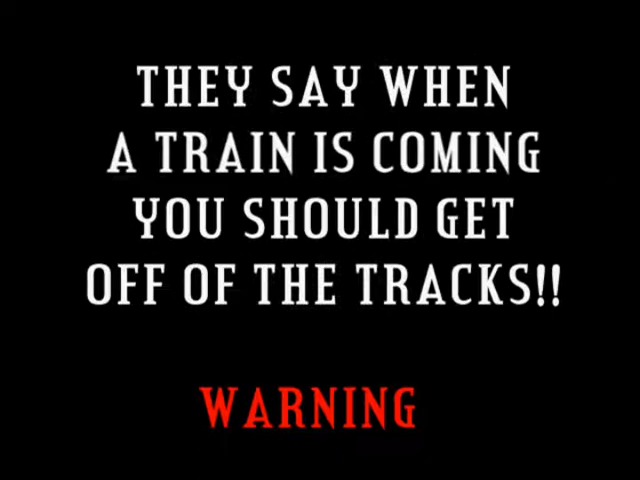 THEY SAY WHEN
A TRAIN IS COMING
YOU SHOULD GET
OFF OF THE TRACKS!!
WARNING